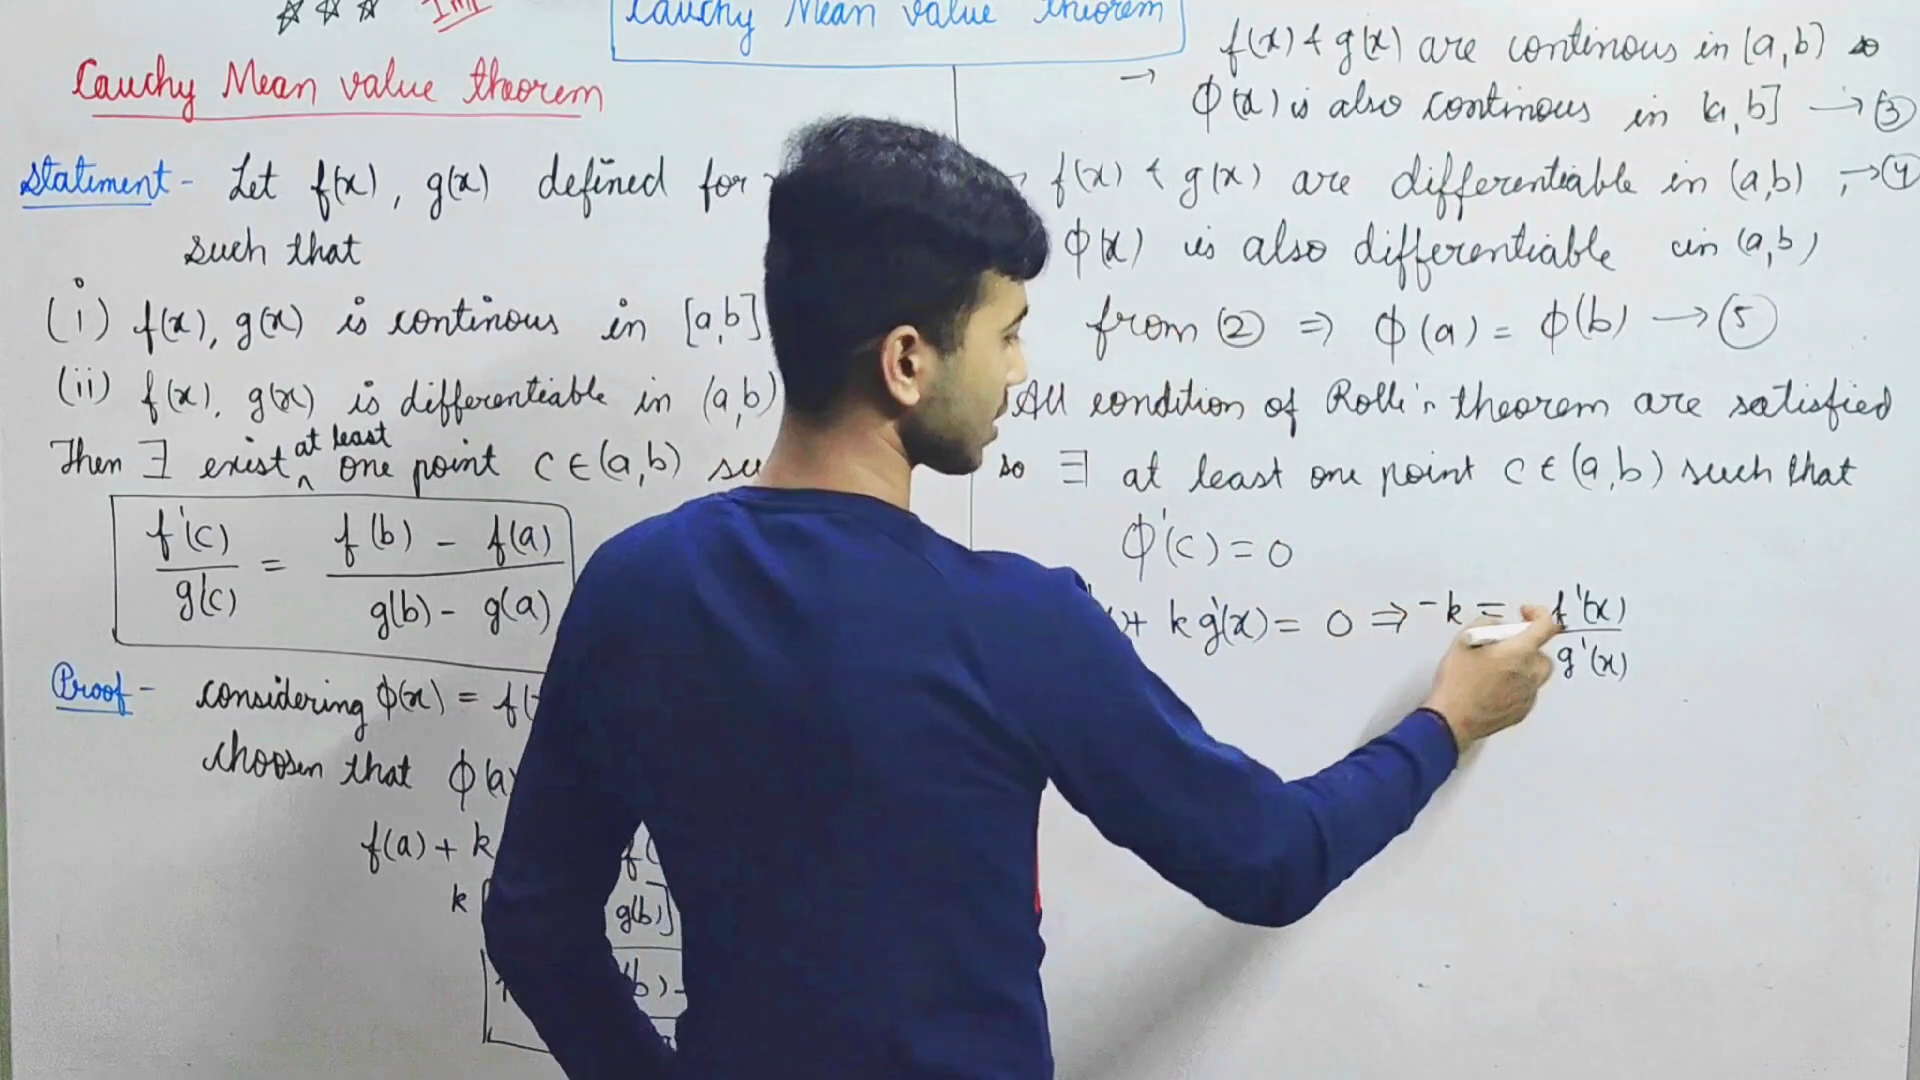 Imp
Cauchy Mean value theorem
Cauchy Mean value theorem
Statement - Let f(x), g(x) defined for
such that
(i) f(x), g(x) is continous in [a,b]
(ii) f(x), g(x) is differentiable in (a,b)
Then ∃ exist at least one point c∈(a,b)
f'(c) / g'(c) = f(b) - f(a) / g(b) - g(a)
Proof - considering ϕ(x) =
choosen that ϕ(a)
f(a) + k
k
g(b)]
→ f(x) & g(x) are continous in [a,b) so
ϕ(x) is also continous in [a,b] → ③
f(x) & g(x) are differentiable in (a,b) , → ④
ϕ(x) is also differentiable in (a,b)
from ② ⇒ ϕ(a) = ϕ(b) → ⑤
All condition of Rolle's theorem are satisfied
so ∃ at least one point c∈(a,b) such that
ϕ'(c) = 0
+ kg'(x) = 0 ⇒ -k = f'(x) / g'(x)